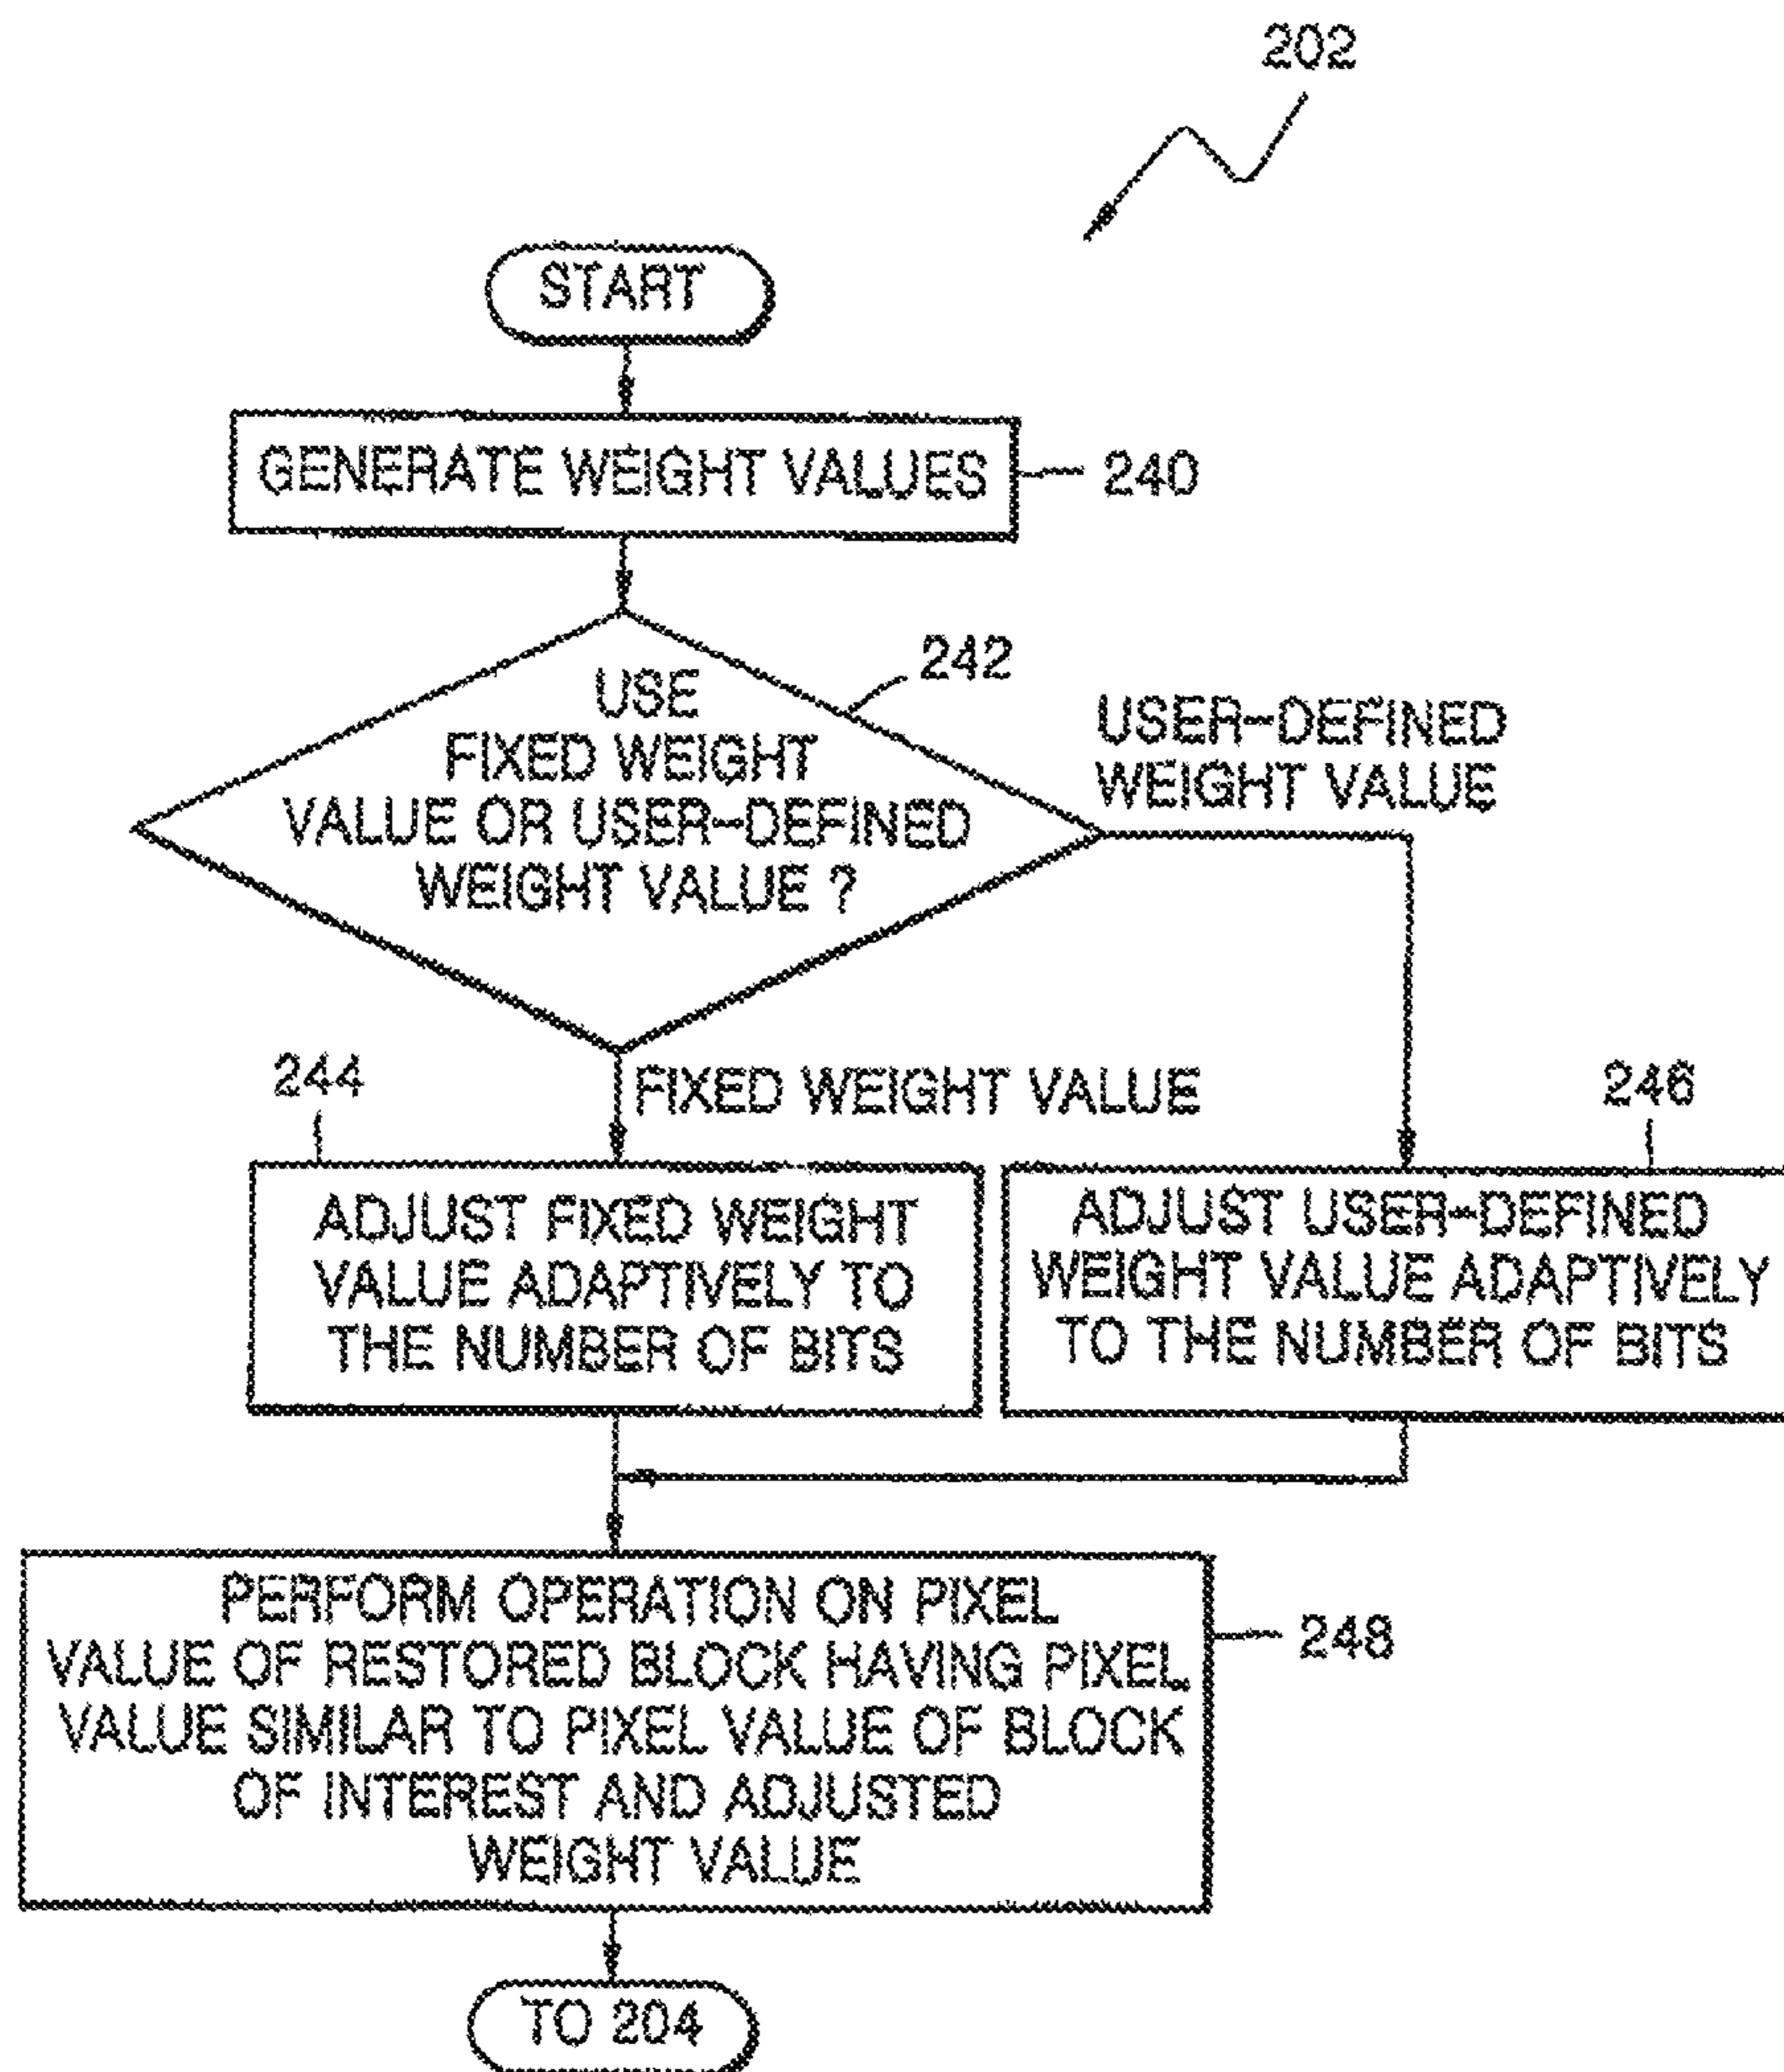 202
START
GENERATE WEIGHT VALUES
240
242
USE
FIXED WEIGHT
VALUE OR USER-DEFINED
WEIGHT VALUE ?
USER-DEFINED
WEIGHT VALUE
FIXED WEIGHT VALUE
244
ADJUST FIXED WEIGHT
VALUE ADAPTIVELY TO
THE NUMBER OF BITS
246
ADJUST USER-DEFINED
WEIGHT VALUE ADAPTIVELY
TO THE NUMBER OF BITS
PERFORM OPERATION ON PIXEL
VALUE OF RESTORED BLOCK HAVING PIXEL
VALUE SIMILAR TO PIXEL VALUE OF BLOCK
OF INTEREST AND ADJUSTED
WEIGHT VALUE
248
TO 204